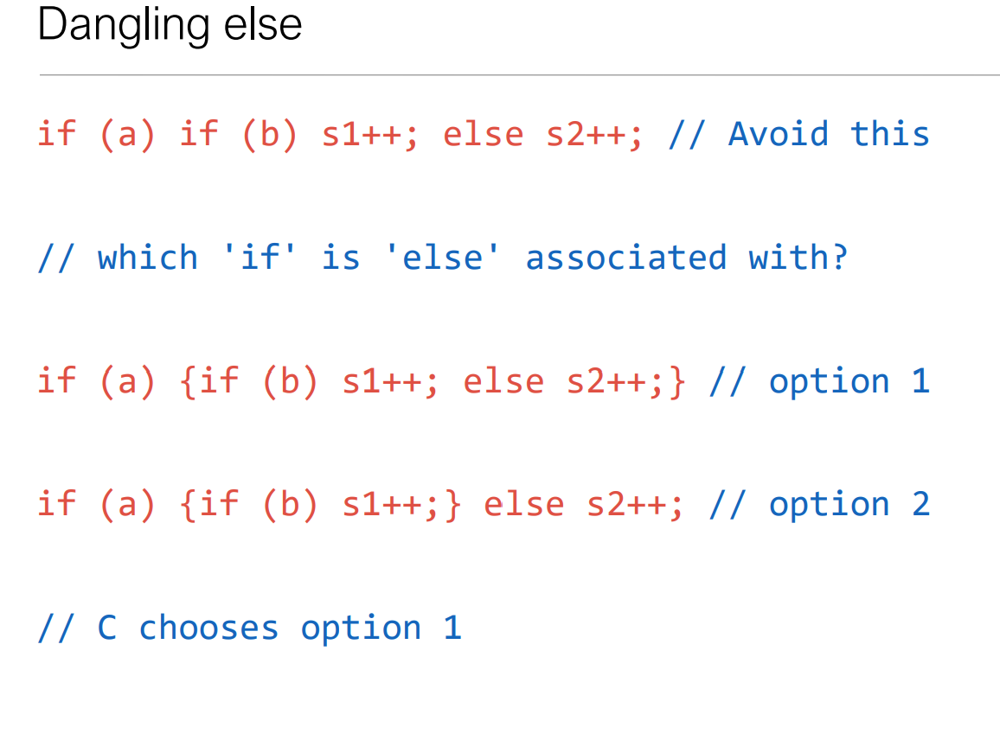 Dangling else
if (a) if (b) s1++; else s2++; // Avoid this
// which 'if' is 'else' associated with?
if (a) {if (b) s1++; else s2++;} // option 1
if (a) {if (b) s1++;} else s2++; // option 2
// C chooses option 1